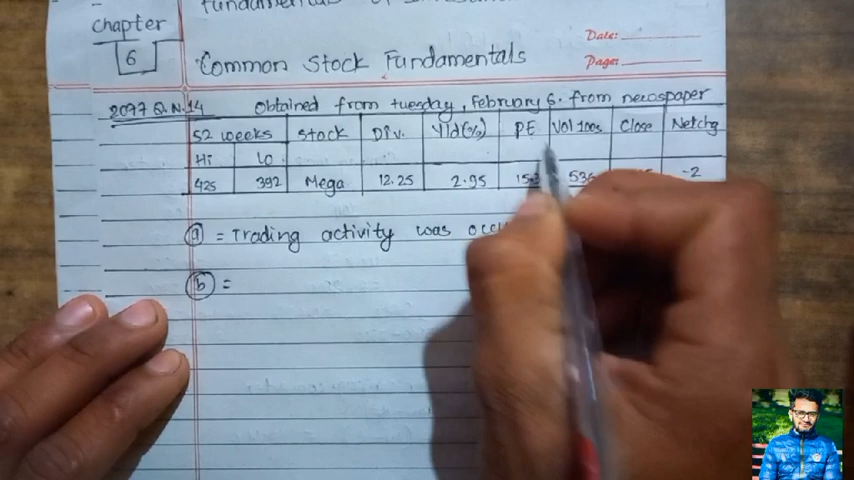 chapter
6
Common Stock Fundamentals
Date:
Page:
2077 Q.N.14 Obtained from tuesday, February 6. from newspaper
52 weeks Stock Div. Yld(%) PE Vol 100s Close Netchg
Hi Lo
425 392 Mega 12.25 2.95 -2
(a) = Trading activity was
(b) =